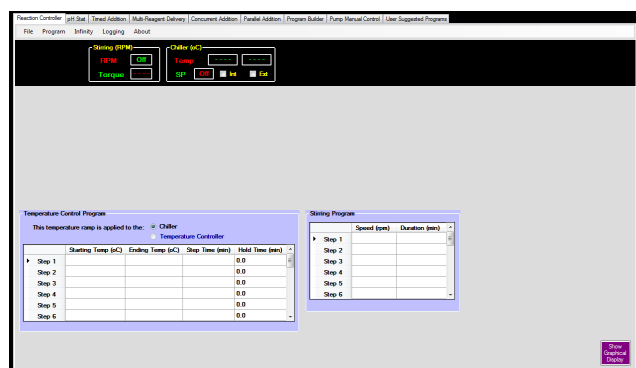 Reaction Controller pH Stat Timed Addition Multi-Reagent Delivery Concurrent Addition Parallel Addition Program Builder Pump Manual Control User Suggested Programs
File Program Infinity Logging About
Stirring (RPM) Chiller (oC)
RPM Off Temp ---- ----
Torque ---- SP Off Int Ext
Temperature Control Program
This temperature ramp is applied to the: Chiller
Temperature Controller
Starting Temp (oC) Ending Temp (oC) Step Time (min) Hold Time (min)
Step 1 0.0
Step 2 0.0
Step 3 0.0
Step 4 0.0
Step 5 0.0
Step 6 0.0
Stirring Program
Speed (rpm) Duration (min)
Step 1
Step 2
Step 3
Step 4
Step 5
Step 6
Show
Graphical
Display